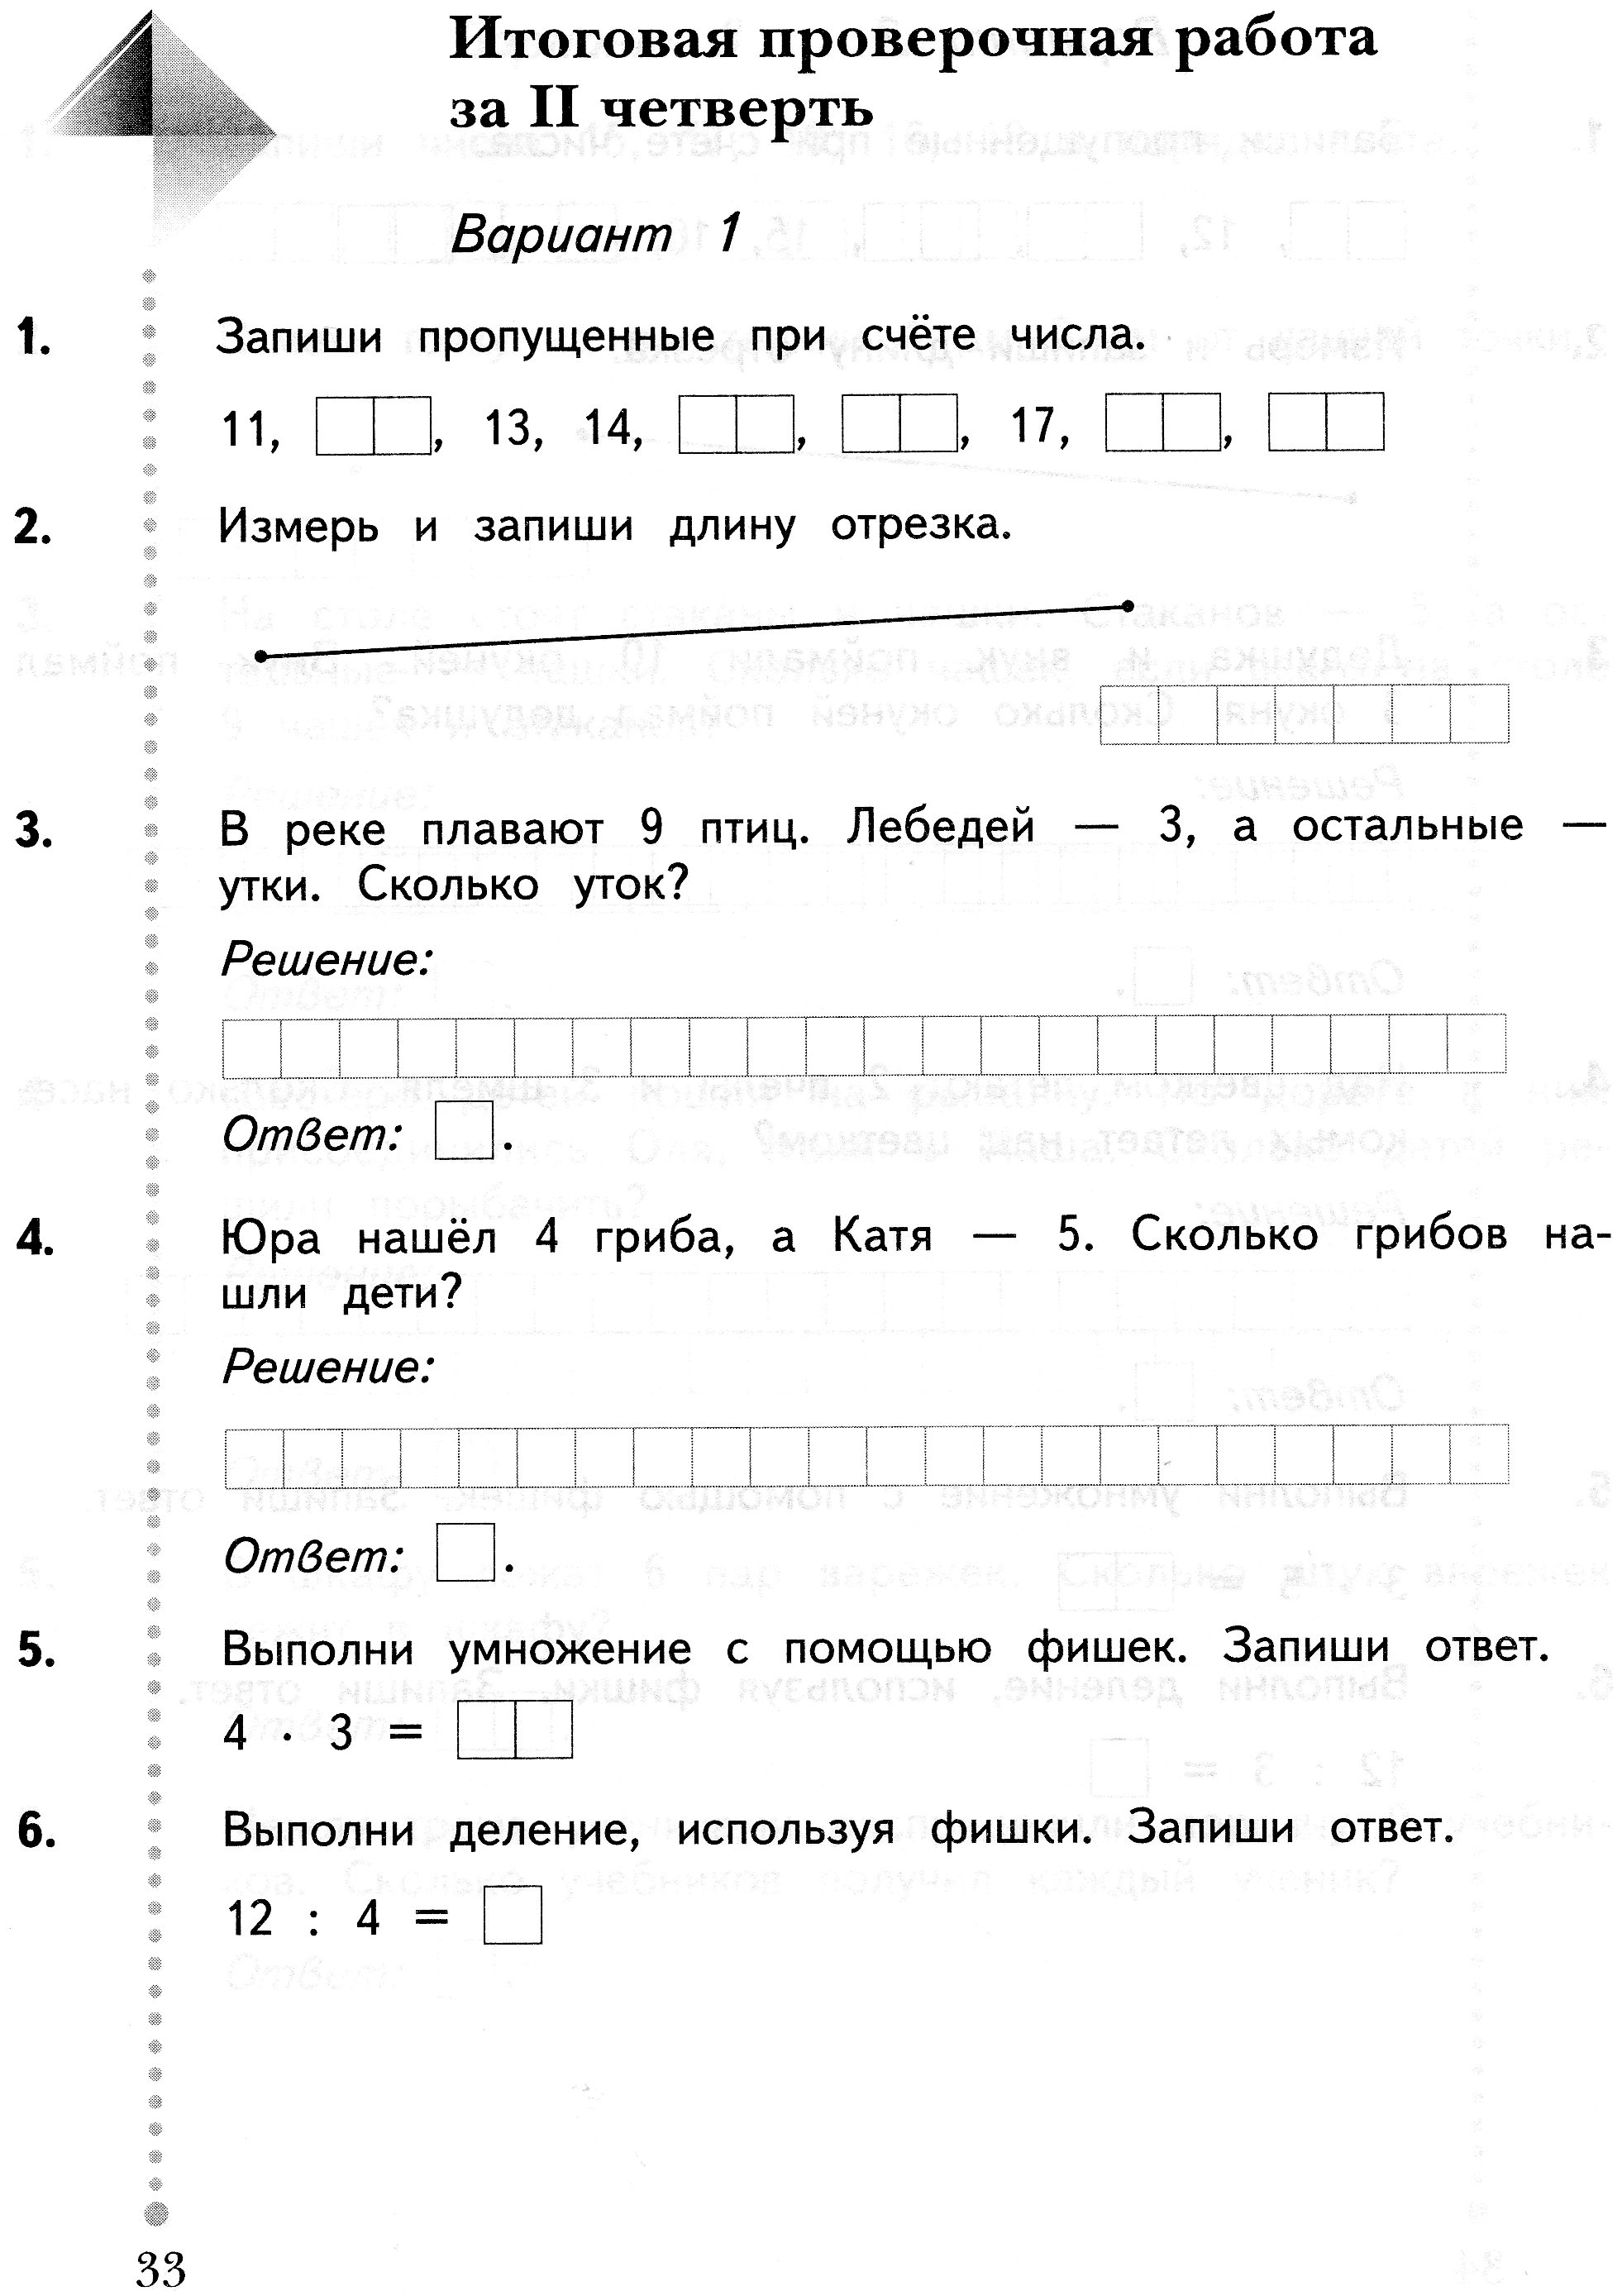 Итоговая проверочная работа
за II четверть
Вариант 1
1. Запиши пропущенные при счёте числа.
11, , 13, 14, , , 17, ,
2. Измерь и запиши длину отрезка.
3. В реке плавают 9 птиц. Лебедей — 3, а остальные —
утки. Сколько уток?
Решение:
Ответ: .
4. Юра нашёл 4 гриба, а Катя — 5. Сколько грибов на-
шли дети?
Решение:
Ответ: .
5. Выполни умножение с помощью фишек. Запиши ответ.
4 · 3 =
6. Выполни деление, используя фишки. Запиши ответ.
12 : 4 =
33